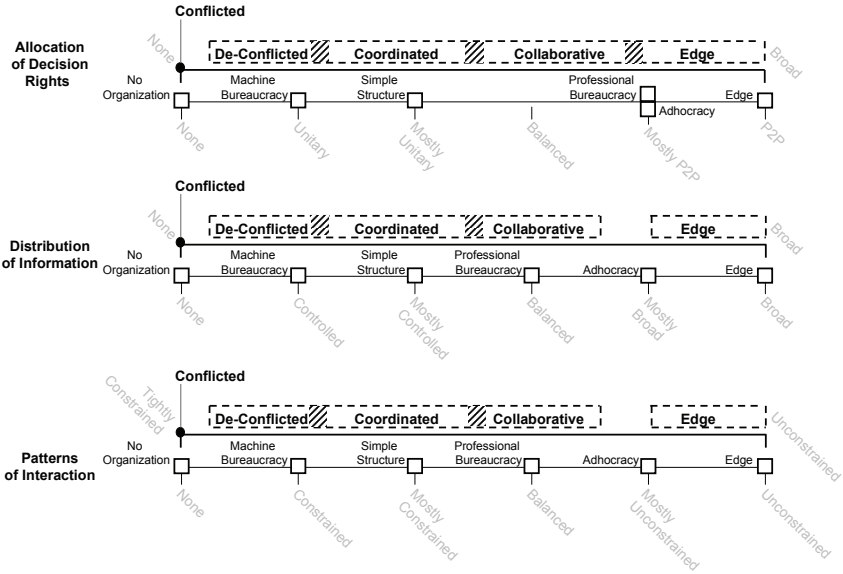 Conflicted
Allocation
of Decision
Rights
None
De-Conflicted
Coordinated
Collaborative
Edge
Broad
No
Organization
Machine
Bureaucracy
Simple
Structure
Professional
Bureaucracy
Adhocracy
Edge
None
Unitary
Mostly
Unitary
Balanced
Mostly P2P
P2P
Conflicted
Distribution
of Information
None
De-Conflicted
Coordinated
Collaborative
Edge
Broad
No
Organization
Machine
Bureaucracy
Simple
Structure
Professional
Bureaucracy
Adhocracy
Edge
None
Controlled
Mostly
Controlled
Balanced
Mostly
Broad
Broad
Conflicted
Patterns
of Interaction
Tightly
Constrained
De-Conflicted
Coordinated
Collaborative
Edge
Unconstrained
No
Organization
Machine
Bureaucracy
Simple
Structure
Professional
Bureaucracy
Adhocracy
Edge
None
Constrained
Mostly
Constrained
Balanced
Mostly
Unconstrained
Unconstrained